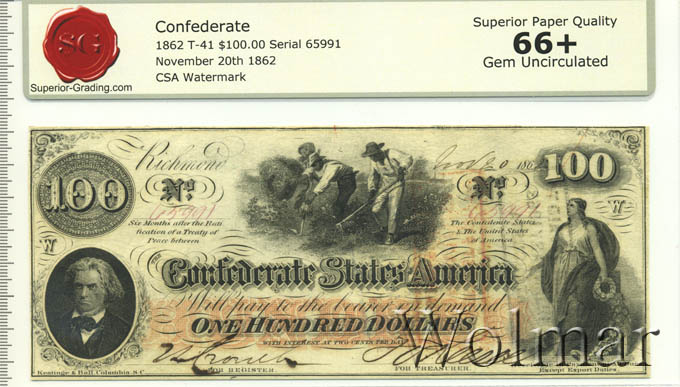 SG
Superior-Grading.com
Confederate
1862 T-41 $100.00 Serial 65991
November 20th 1862
CSA Watermark
Superior Paper Quality
66+
Gem Uncirculated
Richmond
186
100
100
No.
No.
Six Months after the Rati
fication of a Treaty of
Peace between
The Confederate States
& The United States
of America
W
W
Confederate States America
Will pay to the bearer on demand
ONE HUNDRED DOLLARS
WITH INTEREST AT TWO CENTS PER DAY
FOR REGISTER.
FOR TREASURER.
Keatinge & Ball Columbia S.C.
Except Export Duties.
Wolmar